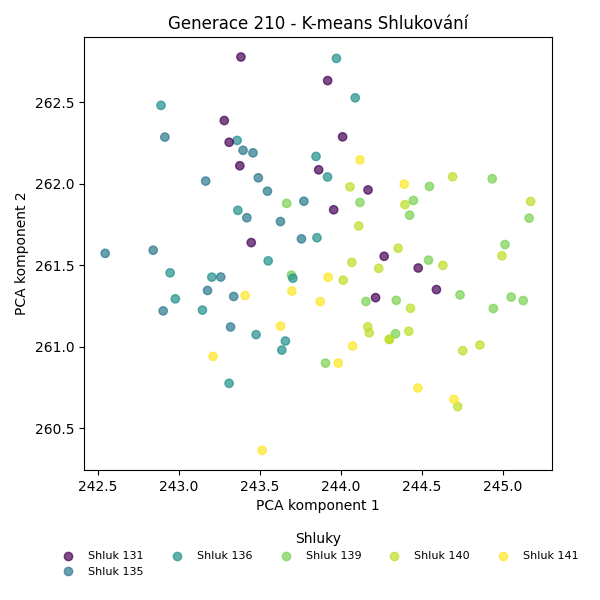 Generace 210 - K-means Shlukování
PCA komponent 2
262.5
262.0
261.5
261.0
260.5
242.5 243.0 243.5 244.0 244.5 245.0
PCA komponent 1
Shluky
Shluk 131 Shluk 136 Shluk 139 Shluk 140 Shluk 141
Shluk 135